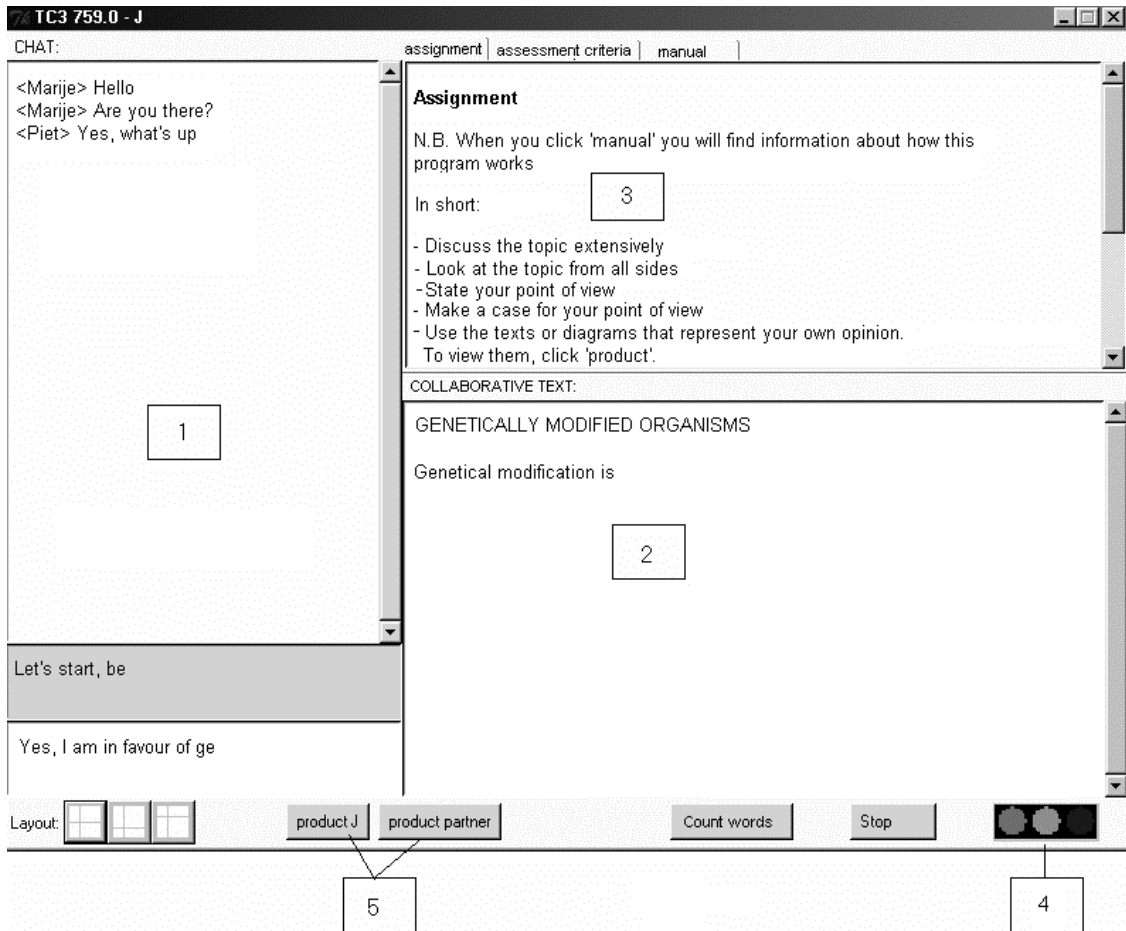 TC3 759.0 - J
CHAT:
<Marije> Hello
<Marije> Are you there?
<Piet> Yes, what's up
1
Let's start, be
Yes, I am in favour of ge
assignment
assessment criteria
manual
Assignment
N.B. When you click 'manual' you will find information about how this
program works
In short:
3
- Discuss the topic extensively
- Look at the topic from all sides
-State your point of view
- Make a case for your point of view
- Use the texts or diagrams that represent your own opinion.
To view them, click 'product'.
COLLABORATIVE TEXT:
GENETICALLY MODIFIED ORGANISMS
Genetical modification is
2
Layout:
product J
product partner
Count words
Stop
5
4